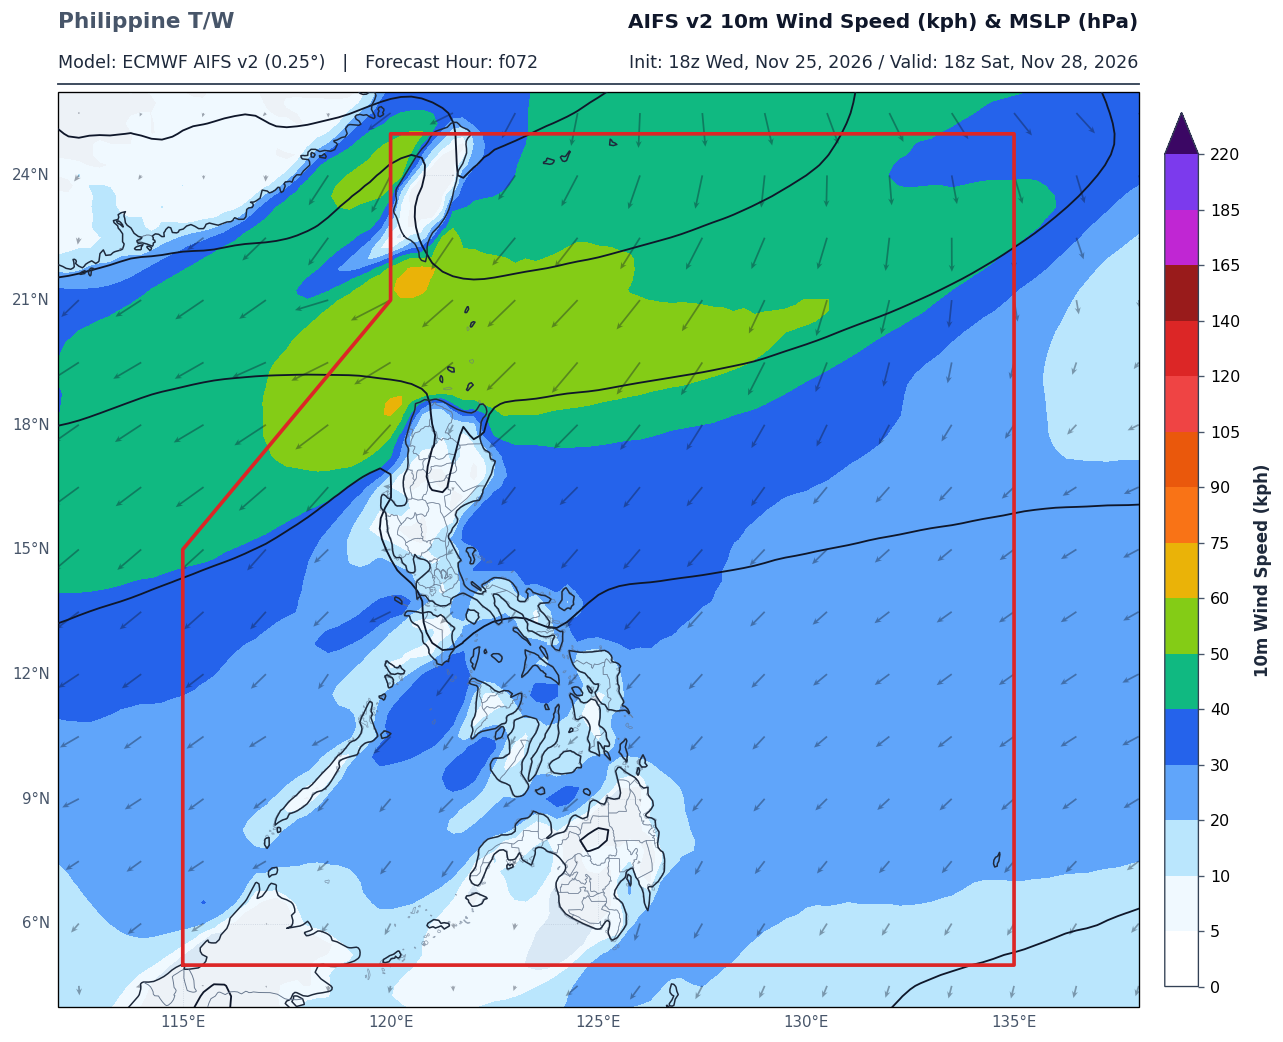 Philippine T/W
AIFS v2 10m Wind Speed (kph) & MSLP (hPa)
Model: ECMWF AIFS v2 (0.25°) | Forecast Hour: f072
Init: 18z Wed, Nov 25, 2026 / Valid: 18z Sat, Nov 28, 2026
24°N
21°N
18°N
15°N
12°N
9°N
6°N
115°E
120°E
125°E
130°E
135°E
220
185
165
140
120
105
90
75
60
50
40
30
20
10
5
0
10m Wind Speed (kph)